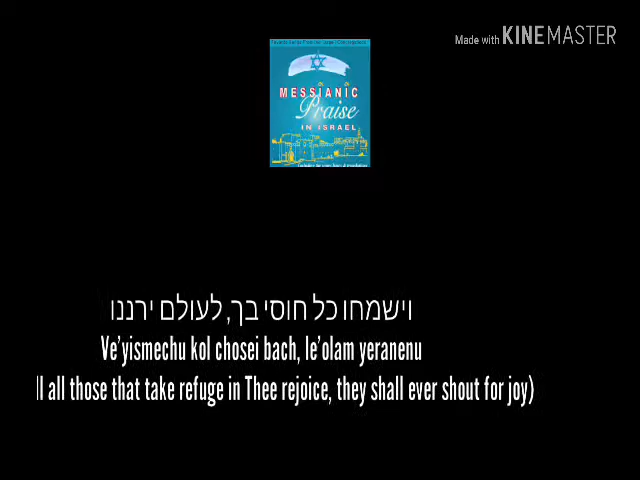 Made with KINEMASTER
MESSIANIC
Praise
IN ISRAEL
וישמחו כל חוסי בך, לעולם ירננו
Ve'yismechu kol chosei bach, le'olam yeranenu
all those that take refuge in Thee rejoice, they shall ever shout for joy)